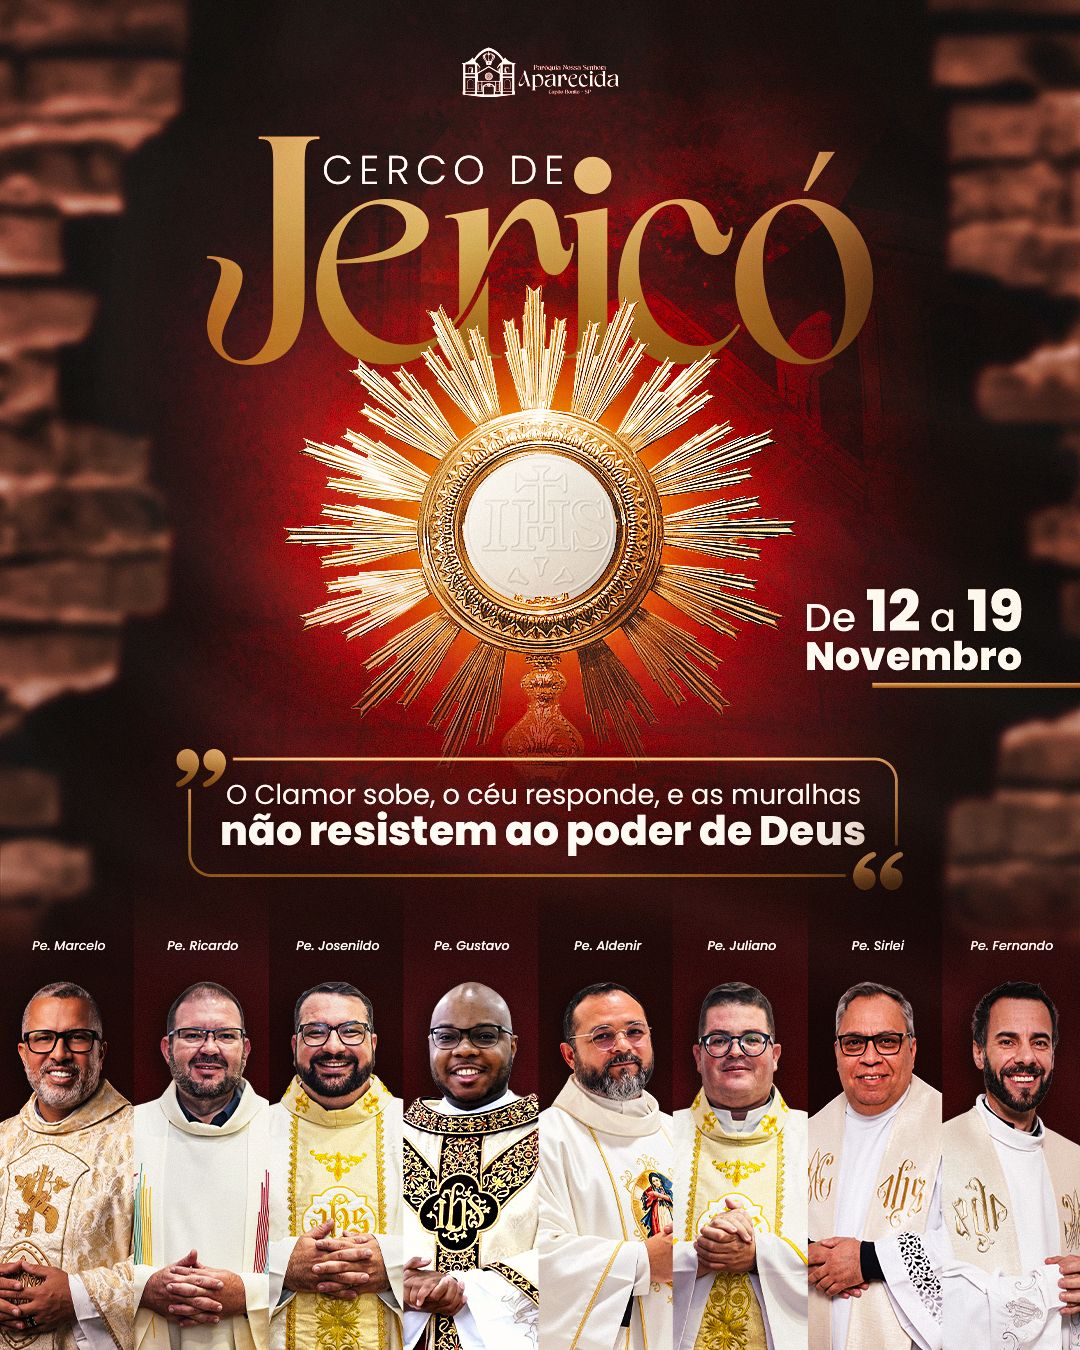 Paróquia Nossa Senhora
Aparecida
Capão Bonito - SP
CERCO DE
Jericó
IHS
De 12 a 19
Novembro
O Clamor sobe, o céu responde, e as muralhas
não resistem ao poder de Deus
Pe. Marcelo
Pe. Ricardo
Pe. Josenildo
Pe. Gustavo
Pe. Aldenir
Pe. Juliano
Pe. Sirlei
Pe. Fernando